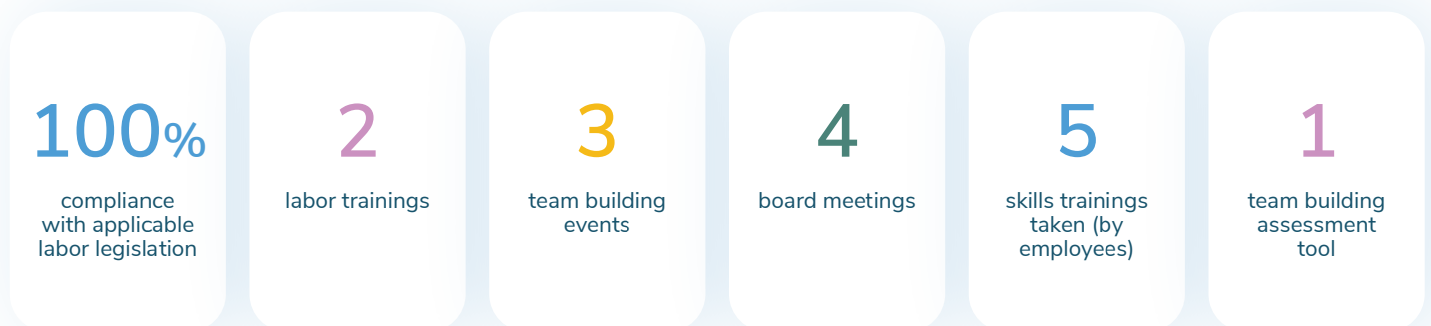 100%
compliance
with applicable
labor legislation
2
labor trainings
3
team building
events
4
board meetings
5
skills trainings
taken (by
employees)
1
team building
assessment
tool